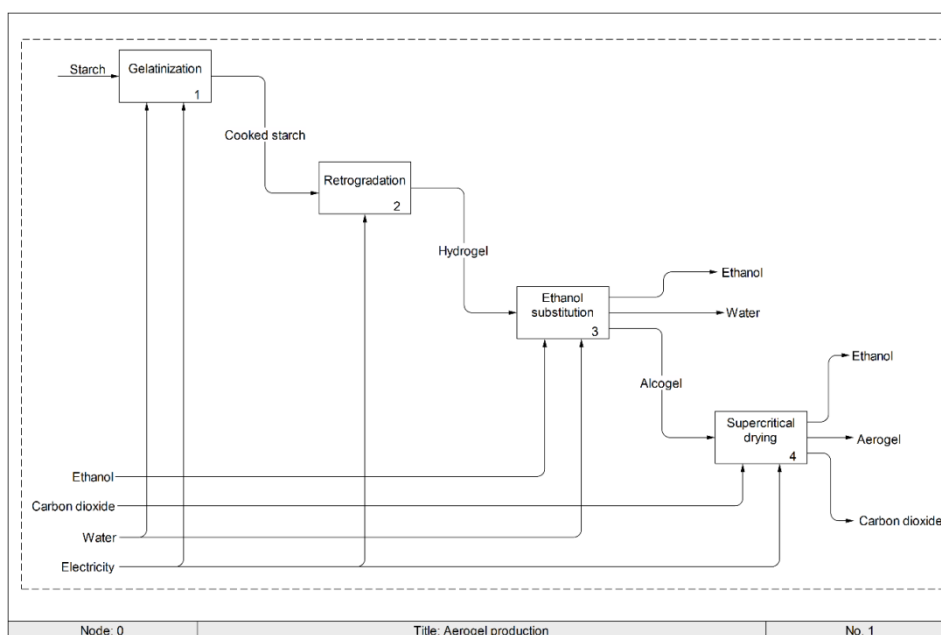 Starch
Gelatinization
1
Cooked starch
Retrogradation
2
Hydrogel
Ethanol
substitution
3
Ethanol
Water
Alcogel
Supercritical
drying
4
Ethanol
Aerogel
Carbon dioxide
Ethanol
Carbon dioxide
Water
Electricity
Node: 0
Title: Aerogel production
No. 1